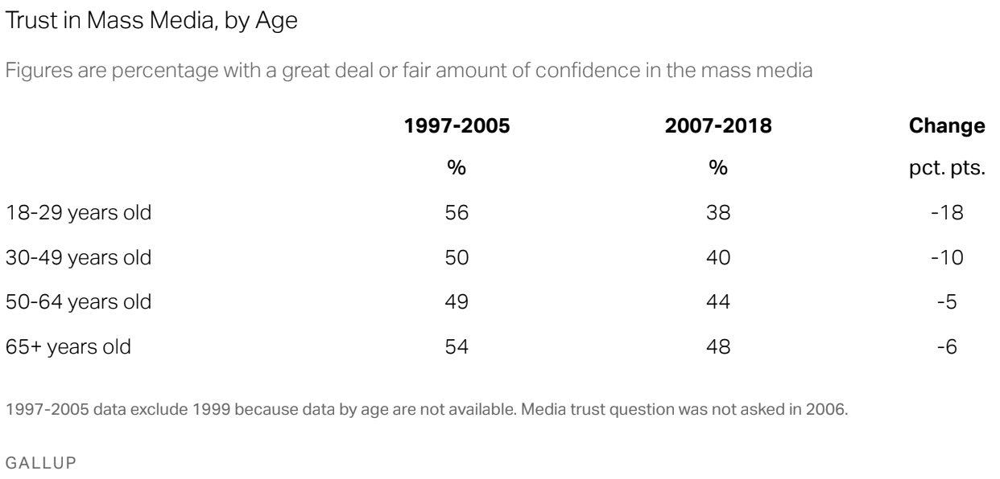 Trust in Mass Media, by Age
Figures are percentage with a great deal or fair amount of confidence in the mass media
1997-2005 2007-2018 Change
% % pct. pts.
18-29 years old 56 38 -18
30-49 years old 50 40 -10
50-64 years old 49 44 -5
65+ years old 54 48 -6
1997-2005 data exclude 1999 because data by age are not available. Media trust question was not asked in 2006.
GALLUP